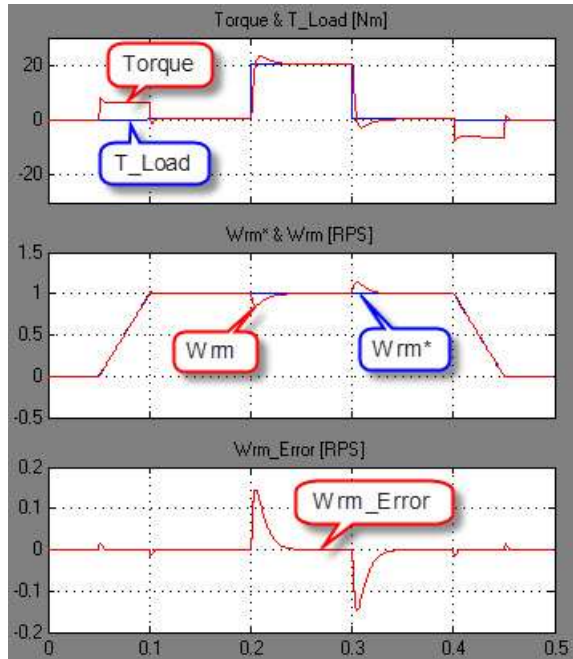 Torque & T_Load [Nm]
20
Torque
0
T_Load
-20
Wrm* & Wrm [RPS]
1.5
1
0.5
Wrm
Wrm*
0
-0.5
Wrm_Error [RPS]
0.2
0.1
Wrm_Error
0
-0.1
-0.2
0 0.1 0.2 0.3 0.4 0.5